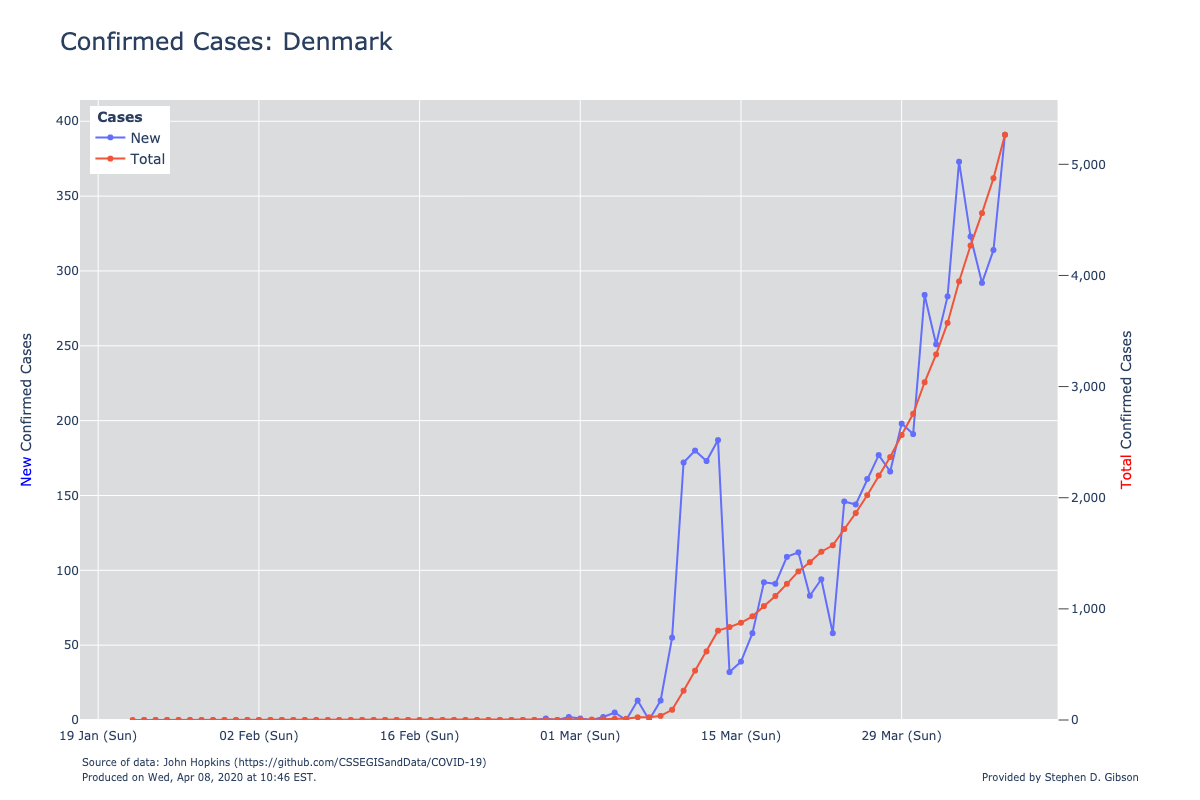 Confirmed Cases: Denmark
Cases
New
Total
400
350
300
250
200
150
100
50
0
New Confirmed Cases
5,000
4,000
3,000
2,000
1,000
0
Total Confirmed Cases
19 Jan (Sun)
02 Feb (Sun)
16 Feb (Sun)
01 Mar (Sun)
15 Mar (Sun)
29 Mar (Sun)
Source of data: John Hopkins (https://github.com/CSSEGISandData/COVID-19)
Produced on Wed, Apr 08, 2020 at 10:46 EST.
Provided by Stephen D. Gibson